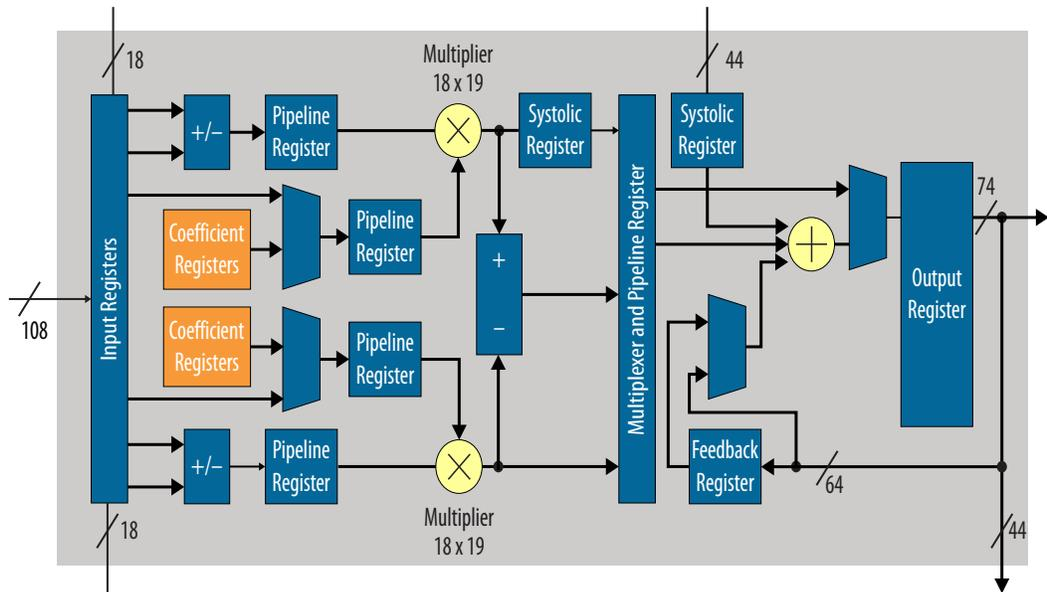 18
44
Multiplier
18 x 19
+/–
Pipeline
Register
Systolic
Register
Systolic
Register
Coefficient
Registers
Pipeline
Register
74
+
–
Input Registers
108
Multiplexer and Pipeline Register
Output
Register
Coefficient
Registers
Pipeline
Register
+/–
Pipeline
Register
Feedback
Register
64
Multiplier
18 x 19
18
44